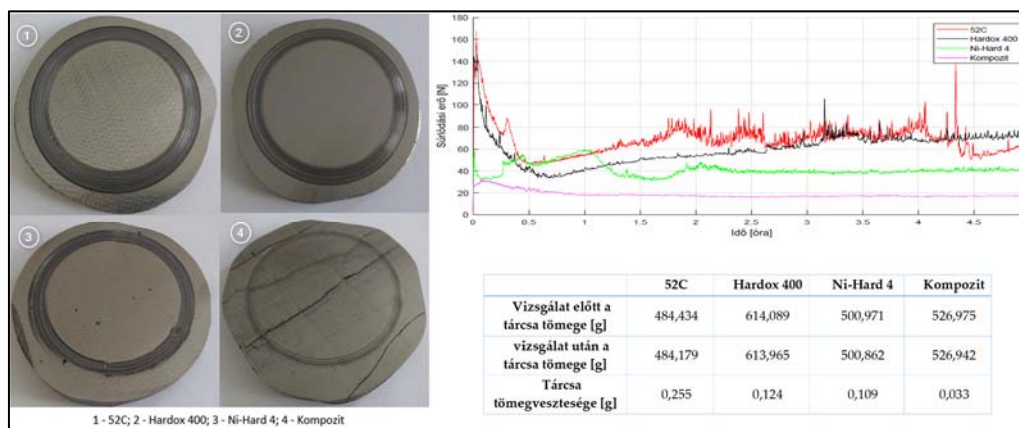 1
2
3
4
1 - 52C; 2 - Hardox 400; 3 - Ni-Hard 4; 4 - Kompozit
Súrlódási erő [N]
180
160
140
120
100
80
60
40
20
0
0 0.5 1 1.5 2 2.5 3 3.5 4 4.5
Idő [óra]
52C
Hardox 400
Ni-Hard 4
Kompozit
52C Hardox 400 Ni-Hard 4 Kompozit
Vizsgálat előtt a
tárcsa tömege [g] 484,434 614,089 500,971 526,975
vizsgálat után a
tárcsa tömege [g] 484,179 613,965 500,862 526,942
Tárcsa
tömegvesztesége [g] 0,255 0,124 0,109 0,033